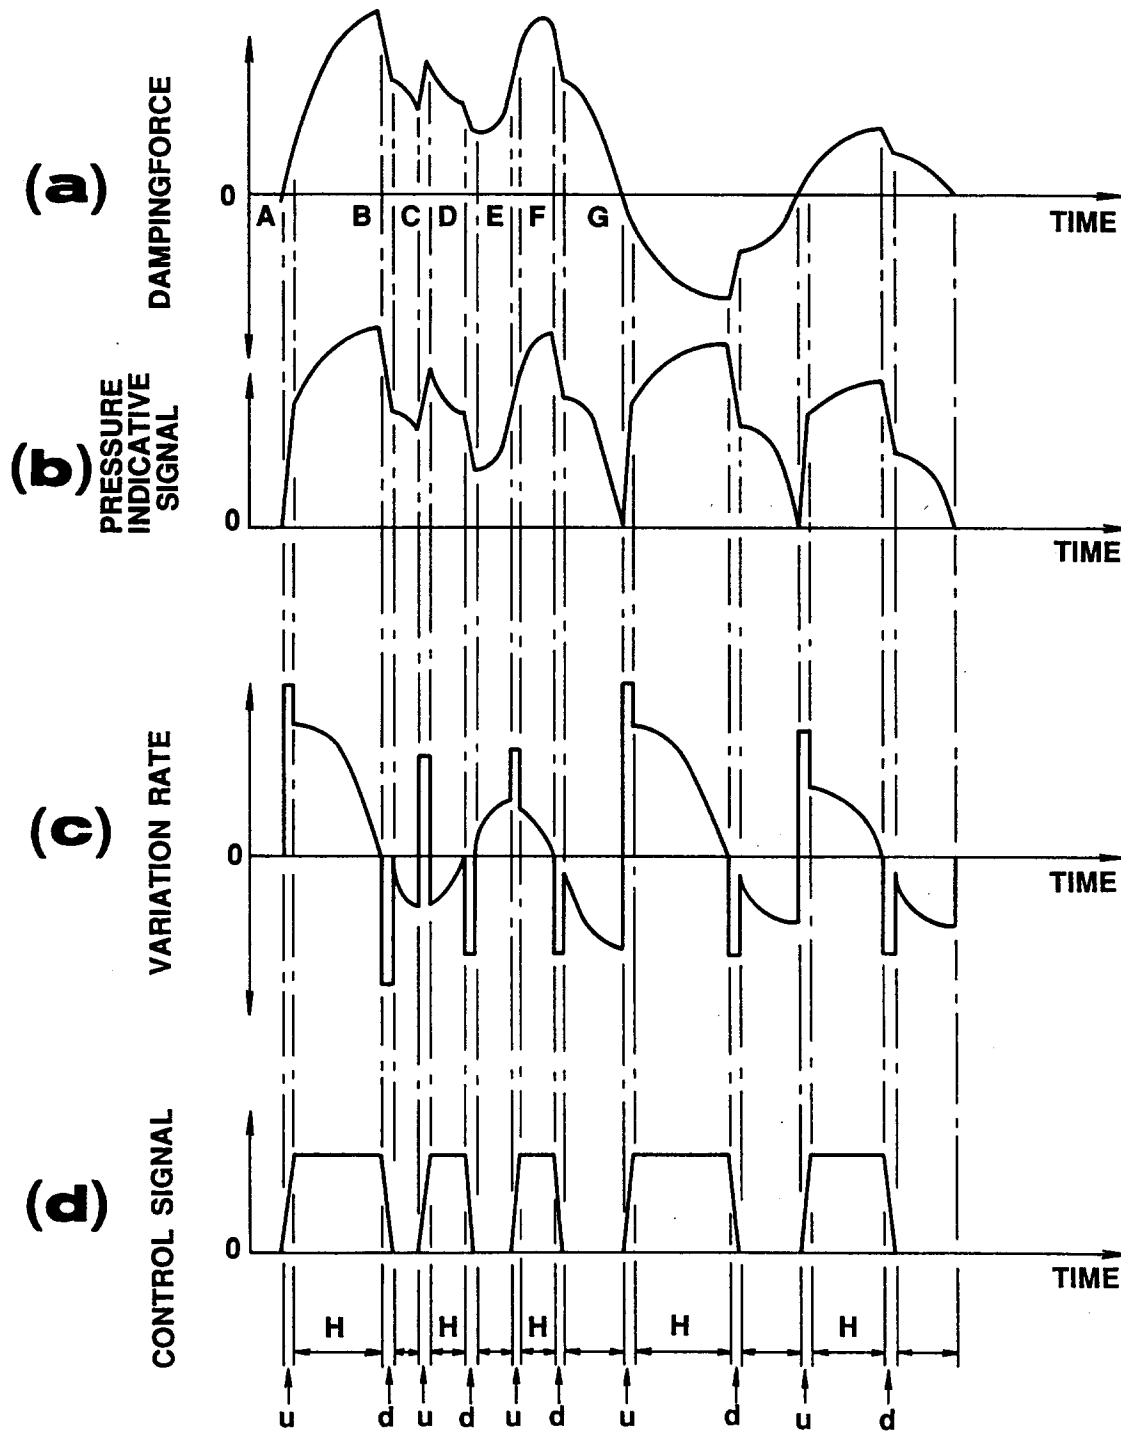 (a)
DAMPINGFORCE
0
A B C D E F G
TIME
(b)
PRESSURE
INDICATIVE
SIGNAL
0
TIME
(c)
VARIATION RATE
0
TIME
(d)
CONTROL SIGNAL
0
TIME
H H H H H
u d u d u d u d u d